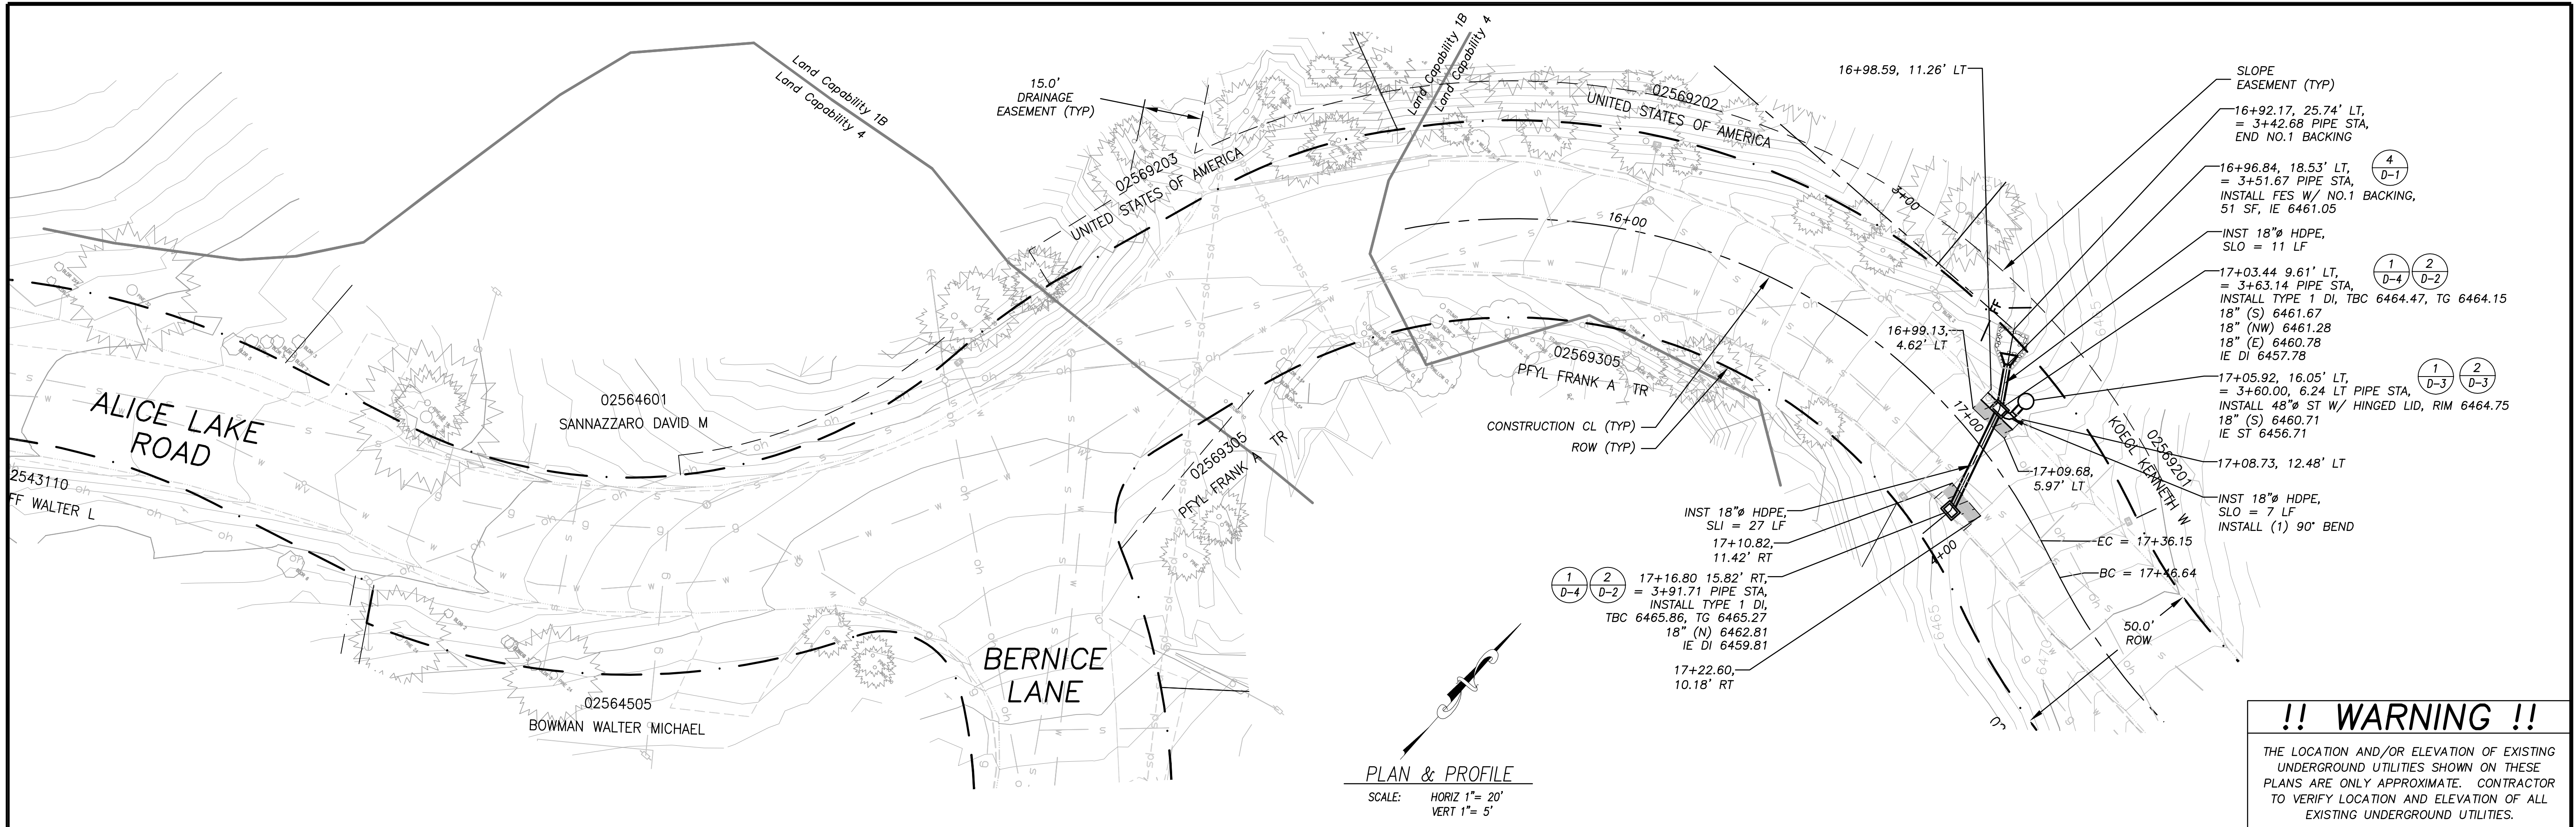 Land Capability 1B
Land Capability 4
15.0'
DRAINAGE
EASEMENT (TYP)
02569203
UNITED STATES OF AMERICA
Land Capability 1B
Land Capability 4
02569202
UNITED STATES OF AMERICA
16+98.59, 11.26' LT
SLOPE
EASEMENT (TYP)
16+92.17, 25.74' LT,
= 3+42.68 PIPE STA,
END NO.1 BACKING
16+96.84, 18.53' LT,
= 3+51.67 PIPE STA,
INSTALL FES W/ NO.1 BACKING,
51 SF, IE 6461.05
4
D-1
INST 18"ø HDPE,
SLO = 11 LF
17+03.44 9.61' LT,
= 3+63.14 PIPE STA,
INSTALL TYPE 1 DI, TBC 6464.47, TG 6464.15
18" (S) 6461.67
18" (NW) 6461.28
18" (E) 6460.78
IE DI 6457.78
1
D-4
2
D-2
17+05.92, 16.05' LT,
= 3+60.00, 6.24 LT PIPE STA,
INSTALL 48"ø ST W/ HINGED LID, RIM 6464.75
18" (S) 6460.71
IE ST 6456.71
1
D-3
2
D-3
17+08.73, 12.48' LT
INST 18"ø HDPE,
SLO = 7 LF
INSTALL (1) 90° BEND
3+00
16+00
17+00
16+99.13,
4.62' LT
17+09.68,
5.97' LT
02569201
KOEGL KENNETH W
6465
EC = 17+36.15
BC = 17+46.64
50.0'
ROW
4+00
6465
6470
02569305
PFYL FRANK A TR
CONSTRUCTION CL (TYP)
ROW (TYP)
INST 18"ø HDPE,
SLI = 27 LF
17+10.82,
11.42' RT
1
D-4
2
D-2
17+16.80 15.82' RT,
= 3+91.71 PIPE STA,
INSTALL TYPE 1 DI,
TBC 6465.86, TG 6465.27
18" (N) 6462.81
IE DI 6459.81
17+22.60,
10.18' RT
02569305
PFYL FRANK A TR
ALICE LAKE
ROAD
02564601
SANNAZZARO DAVID M
2543110
FF WALTER L
02564505
BOWMAN WALTER MICHAEL
BERNICE
LANE
PLAN & PROFILE
SCALE: HORIZ 1"= 20'
VERT 1"= 5'
!! WARNING !!
THE LOCATION AND/OR ELEVATION OF EXISTING
UNDERGROUND UTILITIES SHOWN ON THESE
PLANS ARE ONLY APPROXIMATE. CONTRACTOR
TO VERIFY LOCATION AND ELEVATION OF ALL
EXISTING UNDERGROUND UTILITIES.